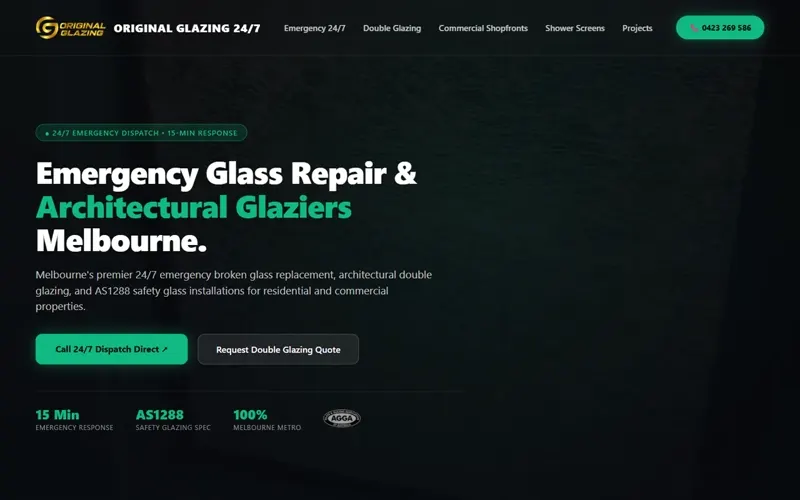 ORIGINAL GLAZING
ORIGINAL GLAZING 24/7
Emergency 24/7
Double Glazing
Commercial Shopfronts
Shower Screens
Projects
0423 269 586
24/7 EMERGENCY DISPATCH • 15-MIN RESPONSE
Emergency Glass Repair &
Architectural Glaziers
Melbourne.
Melbourne's premier 24/7 emergency broken glass replacement, architectural double
glazing, and AS1288 safety glass installations for residential and commercial
properties.
Call 24/7 Dispatch Direct ↗
Request Double Glazing Quote
15 Min
EMERGENCY RESPONSE
AS1288
SAFETY GLAZING SPEC
100%
MELBOURNE METRO
AGGA